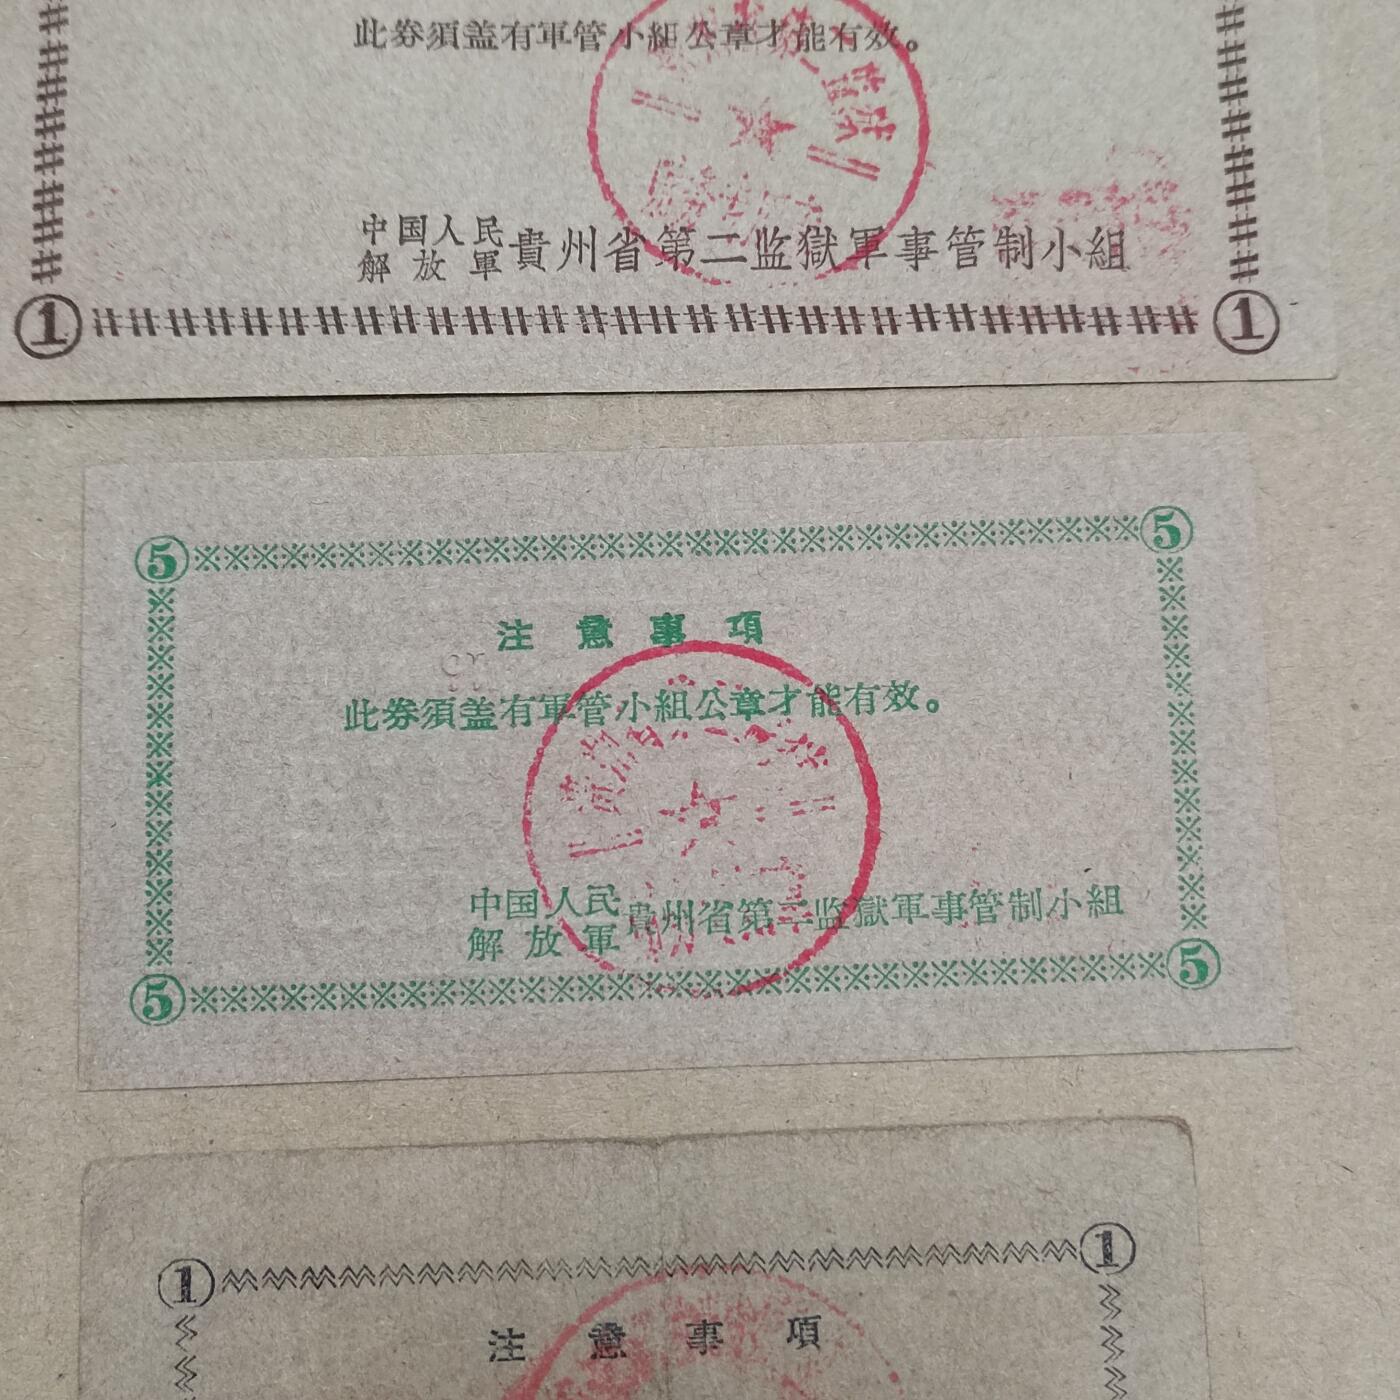 此券須盖有軍管小組公章才能有效。
中国人民
解放軍
貴州省第二监獄軍事管制小組
1 1
5 5
注意事項
此券須盖有軍管小組公章才能有效。
中国人民
解放軍
貴州省第二监獄軍事管制小組
5 5
1 1
注意事項